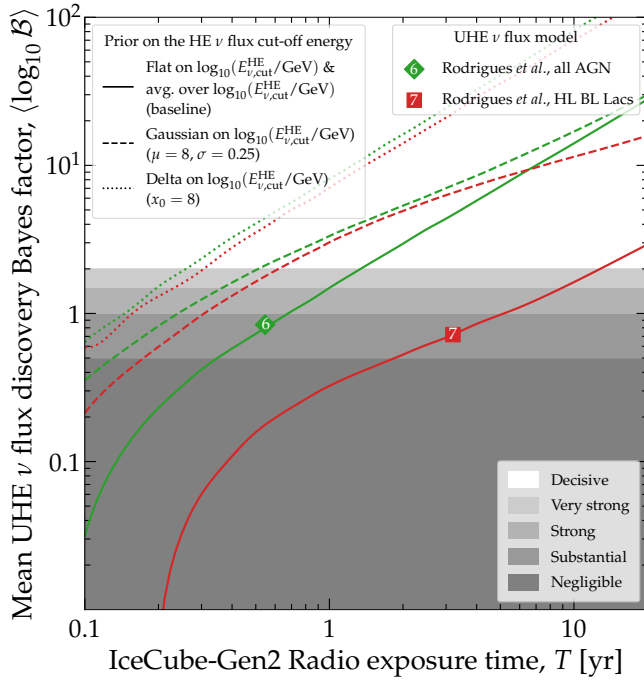 Mean UHE ν flux discovery Bayes factor, ⟨log₁₀ ℬ⟩
10²
10¹
1
0.1
Prior on the HE ν flux cut-off energy
Flat on log₁₀(E^HE_ν,cut/GeV) &
avg. over log₁₀(E^HE_ν,cut/GeV)
(baseline)
Gaussian on log₁₀(E^HE_ν,cut/GeV)
(μ = 8, σ = 0.25)
Delta on log₁₀(E^HE_ν,cut/GeV)
(x₀ = 8)
UHE ν flux model
6 Rodrigues et al., all AGN
7 Rodrigues et al., HL BL Lacs
6
7
Decisive
Very strong
Strong
Substantial
Negligible
0.1 1 10
IceCube-Gen2 Radio exposure time, T [yr]